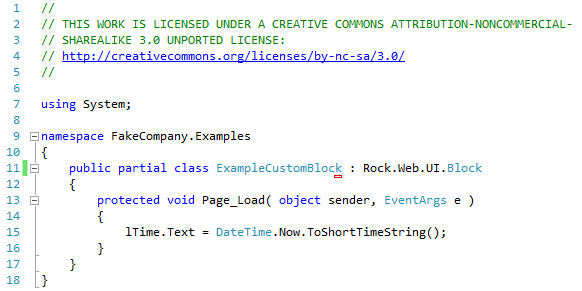 1 //
2 // THIS WORK IS LICENSED UNDER A CREATIVE COMMONS ATTRIBUTION-NONCOMMERCIAL-
3 // SHAREALIKE 3.0 UNPORTED LICENSE:
4 // http://creativecommons.org/licenses/by-nc-sa/3.0/
5 //
6
7 using System;
8
9 namespace FakeCompany.Examples
10 {
11     public partial class ExampleCustomBlock : Rock.Web.UI.Block
12     {
13         protected void Page_Load( object sender, EventArgs e )
14         {
15             lTime.Text = DateTime.Now.ToShortTimeString();
16         }
17     }
18 }